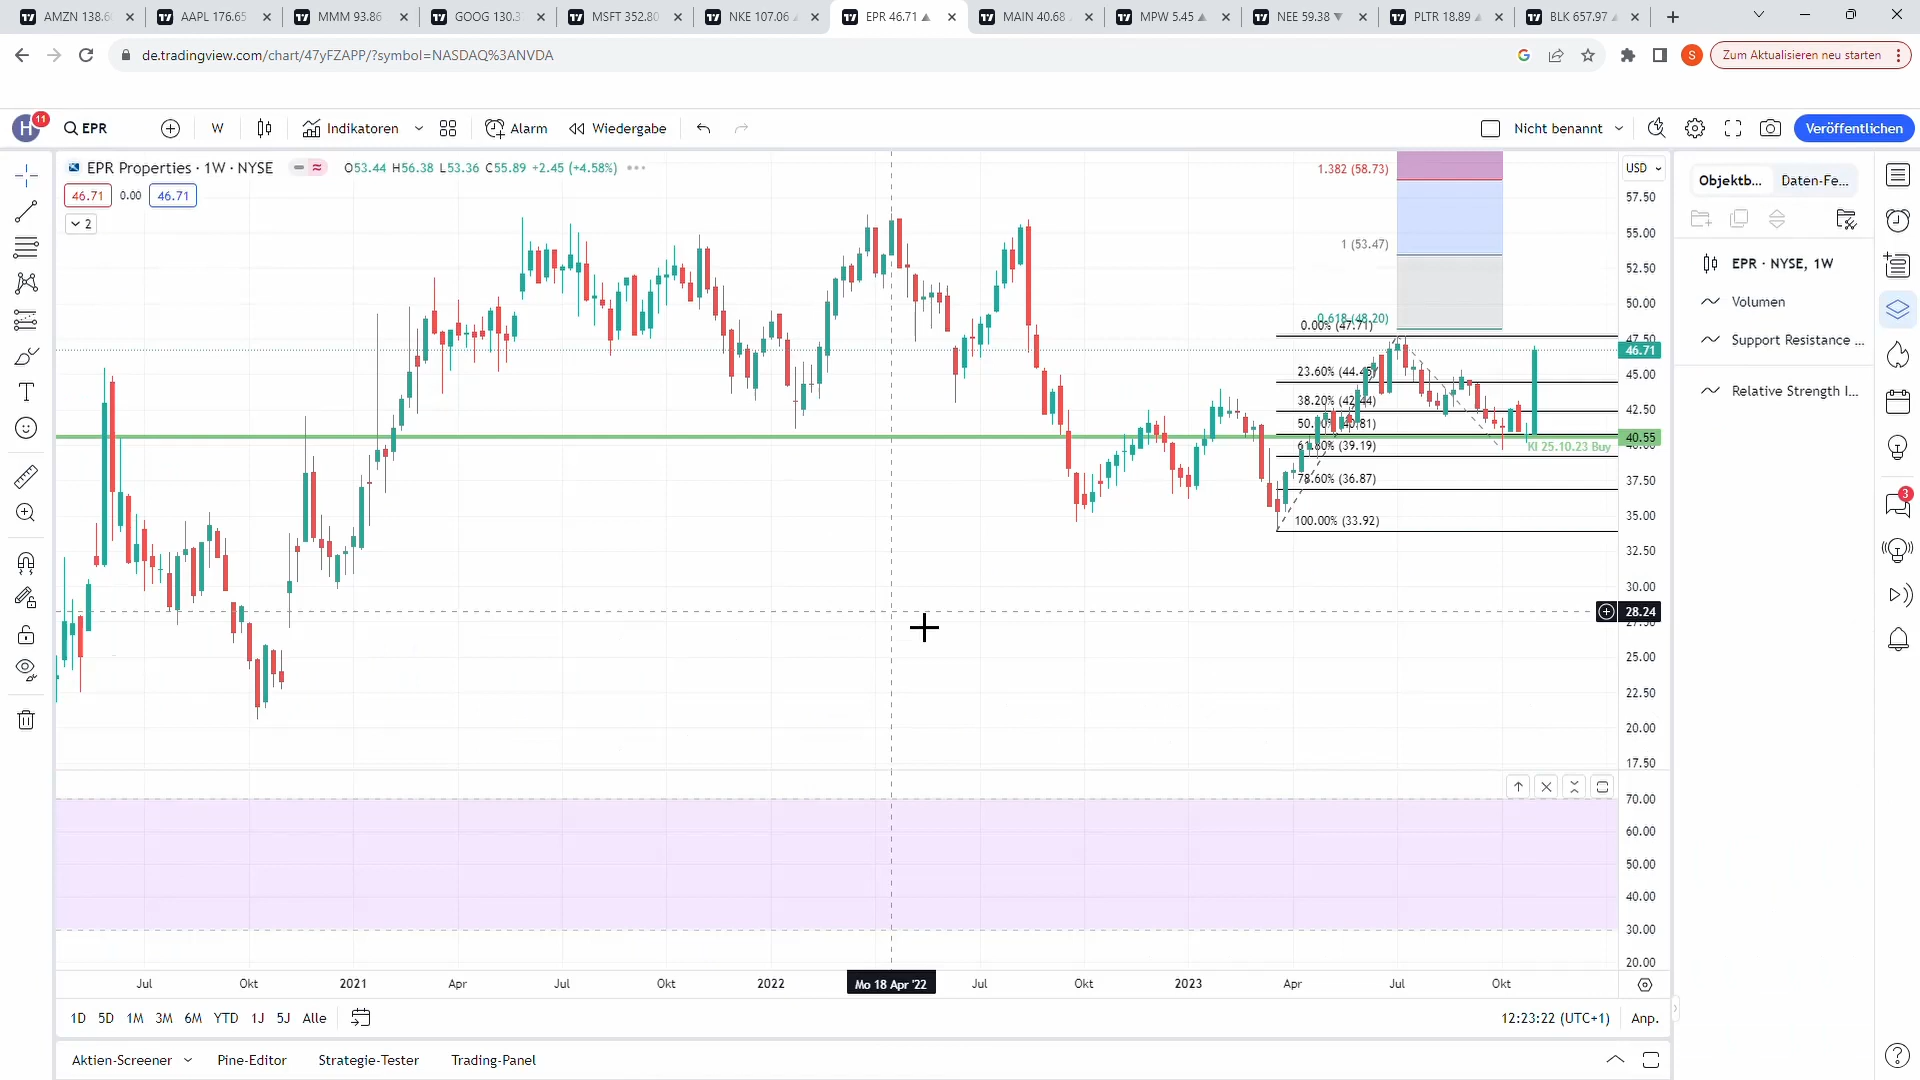 AMZN 138.6
AAPL 176.65
MMM 93.86
GOOG 130.3
MSFT 352.80
NKE 107.06
EPR 46.71
MAIN 40.68
MPW 5.45
NEE 59.38
PLTR 18.89
BLK 657.97
de.tradingview.com/chart/47yFZAPP/?symbol=NASDAQ%3ANVDA
S
Zum Aktualisieren neu starten
H 11
EPR
W
Indikatoren
Alarm
Wiedergabe
Nicht benannt
Veröffentlichen
EPR Properties · 1W · NYSE
O53.44 H56.38 L53.36 C55.89 +2.45 (+4.58%)
46.71 0.00 46.71
2
USD
1.382 (58.73)
1 (53.47)
0.618 (48.20)
0.00% (47.71)
23.60% (44.45)
38.20% (42.44)
61.80% (39.19)
78.60% (36.87)
100.00% (33.92)
KI 25.10.23 Buy
57.50
55.00
52.50
50.00
47.50
46.71
45.00
42.50
40.55
40.00
37.50
35.00
32.50
30.00
28.24
27.50
25.00
22.50
20.00
17.50
70.00
60.00
50.00
40.00
30.00
20.00
Jul Okt 2021 Apr Jul Okt 2022 Mo 18 Apr '22 Jul Okt 2023 Apr Jul Okt
1D 5D 1M 3M 6M YTD 1J 5J Alle
12:23:22 (UTC+1) Anp.
Aktien-Screener Pine-Editor Strategie-Tester Trading-Panel
Objektb... Daten-Fe...
EPR · NYSE, 1W
Volumen
Support Resistance ...
Relative Strength I...
3